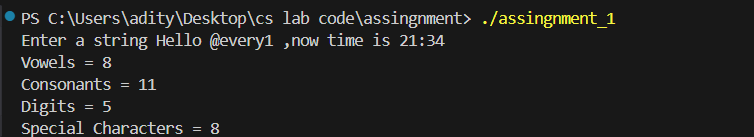 PS C:\Users\adity\Desktop\cs lab code\assingnment> ./assingnment_1
Enter a string Hello @every1 ,now time is 21:34
Vowels = 8
Consonants = 11
Digits = 5
Special Characters = 8